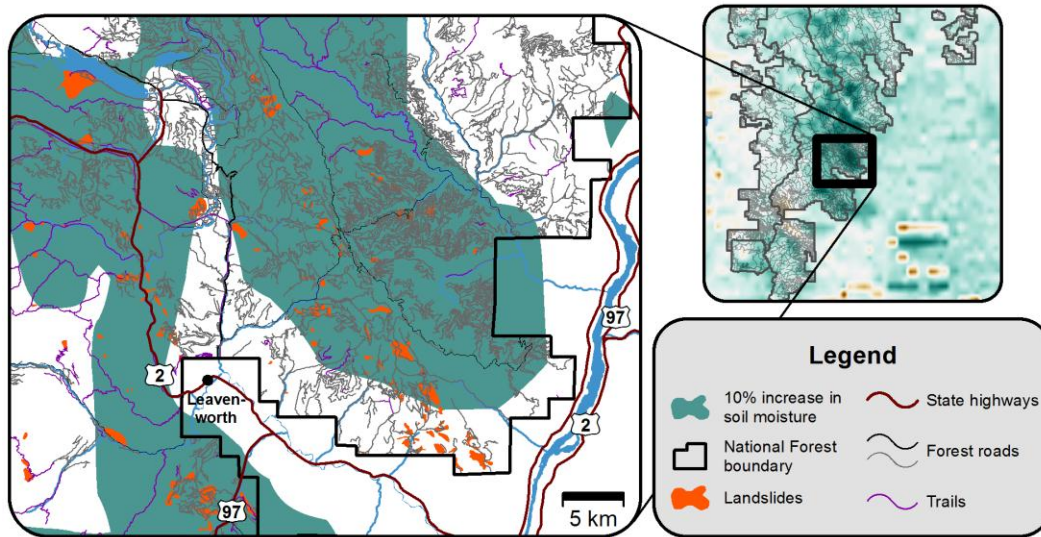 97
2
Leaven-
worth
2
97
5 km
Legend
10% increase in
soil moisture
State highways
National Forest
boundary
Forest roads
Landslides
Trails